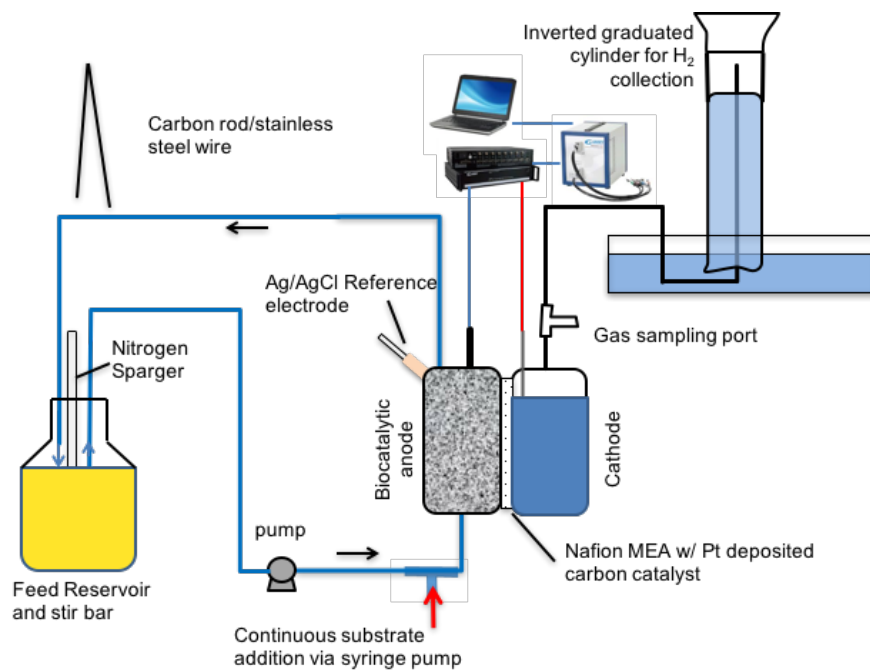 Inverted graduated
cylinder for H₂
collection
Carbon rod/stainless
steel wire
Ag/AgCl Reference
electrode
Gas sampling port
Nitrogen
Sparger
Biocatalytic
anode
Cathode
pump
Nafion MEA w/ Pt deposited
carbon catalyst
Feed Reservoir
and stir bar
Continuous substrate
addition via syringe pump